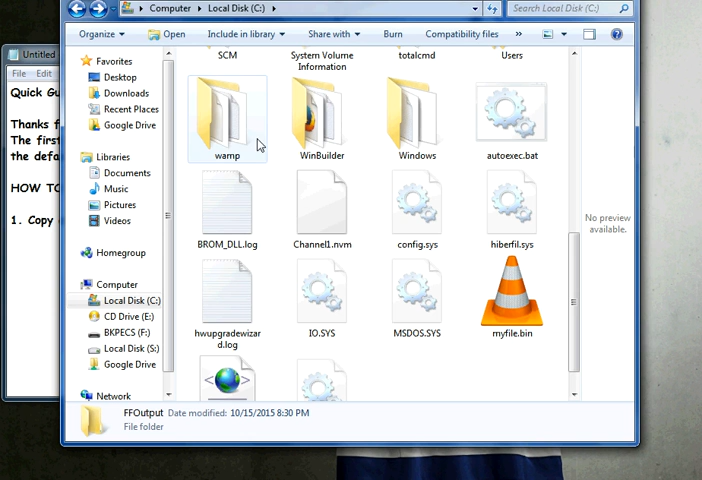 Computer
Local Disk (C:)
Search Local Disk (C:)
Organize
Open
Include in library
Share with
Burn
Compatibility files
»
Untitled
File Edit
Quick Gu
Thanks f
The first
the defa
HOW TO
1. Copy
Favorites
Desktop
Downloads
Recent Places
Google Drive
Libraries
Documents
Music
Pictures
Videos
Homegroup
Computer
Local Disk (C:)
CD Drive (E:)
BKPECS (F:)
Local Disk (S:)
Google Drive
Network
SCM
System Volume
Information
totalcmd
Users
wamp
WinBuilder
Windows
autoexec.bat
BROM_DLL.log
Channel1.nvm
config.sys
hiberfil.sys
hwupgradewizar
d.log
IO.SYS
MSDOS.SYS
myfile.bin
No preview
available.
FFOutput Date modified: 10/15/2015 8:30 PM
File folder